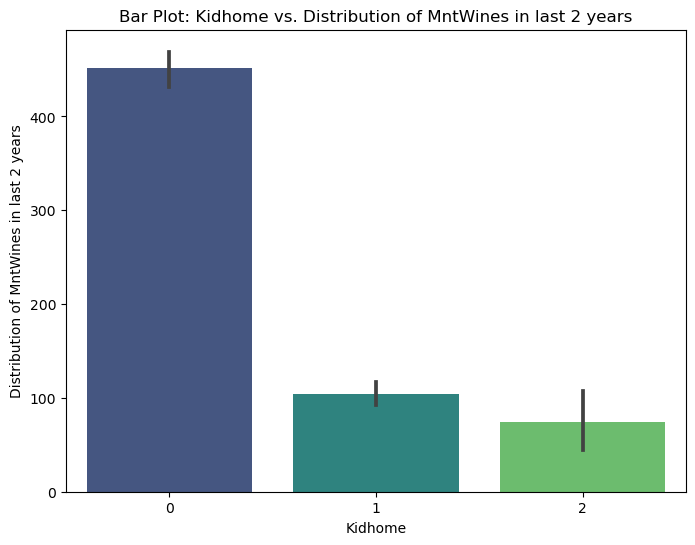 Bar Plot: Kidhome vs. Distribution of MntWines in last 2 years
Distribution of MntWines in last 2 years
400
300
200
100
0
0 1 2
Kidhome